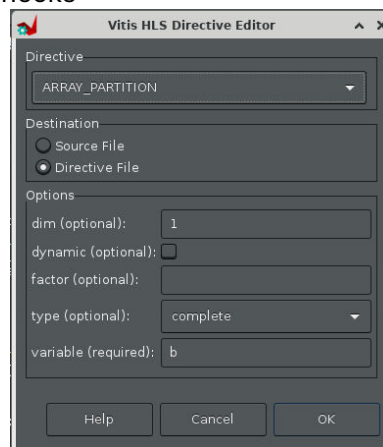 Vitis HLS Directive Editor
Directive
ARRAY_PARTITION
Destination
Source File
Directive File
Options
dim (optional): 1
dynamic (optional):
factor (optional):
type (optional): complete
variable (required): b
Help Cancel OK